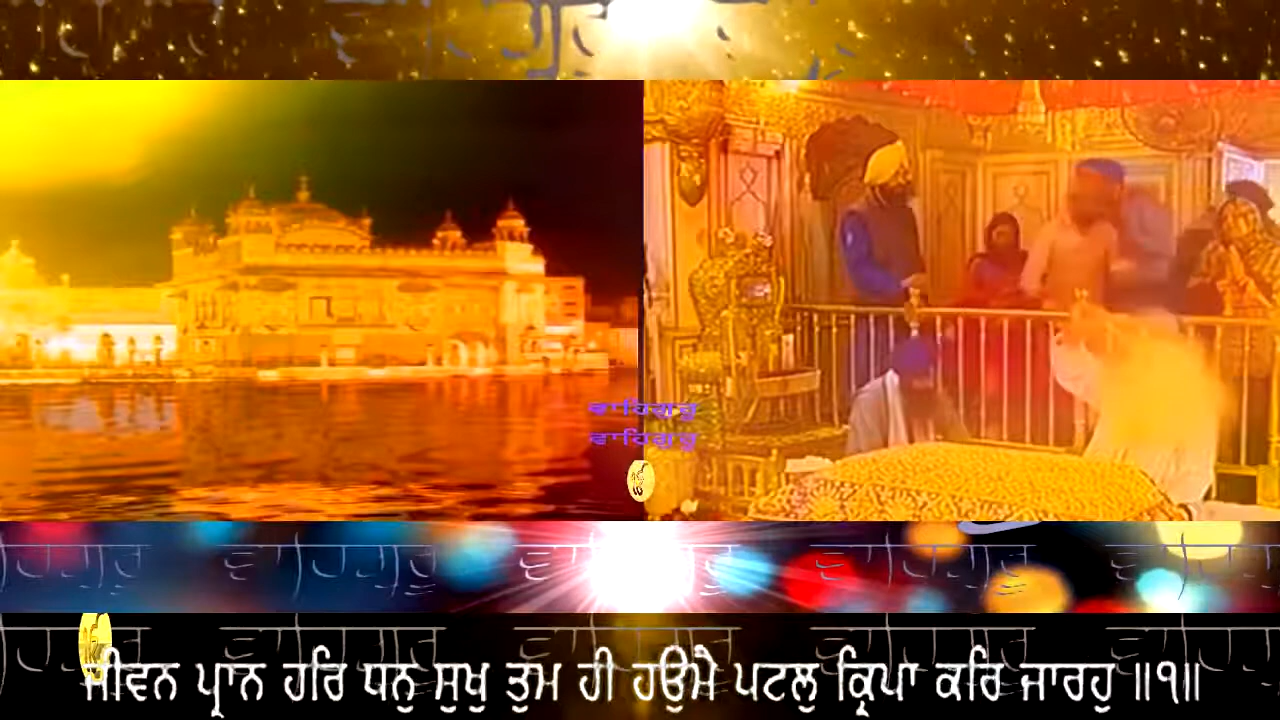 ਵਾਹਿਗੁਰੂ
ਵਾਹਿਗੁਰੂ
ਵਾਹਿਗੁਰੂ ਵਾਹਿਗੁਰੂ ਵਾਹਿਗੁਰੂ
ਵਾਹਿਗੁਰੂ ਵਾਹਿਗੁਰੂ ਵਾਹਿਗੁਰੂ
ਜੀਵਨ ਪ੍ਰਾਨ ਹਰਿ ਧਨੁ ਸੁਖੁ ਤੁਮ ਹੀ ਹਉਮੈ ਪਟਲੁ ਕ੍ਰਿਪਾ ਕਰਿ ਜਾਰਹੁ ॥੧॥